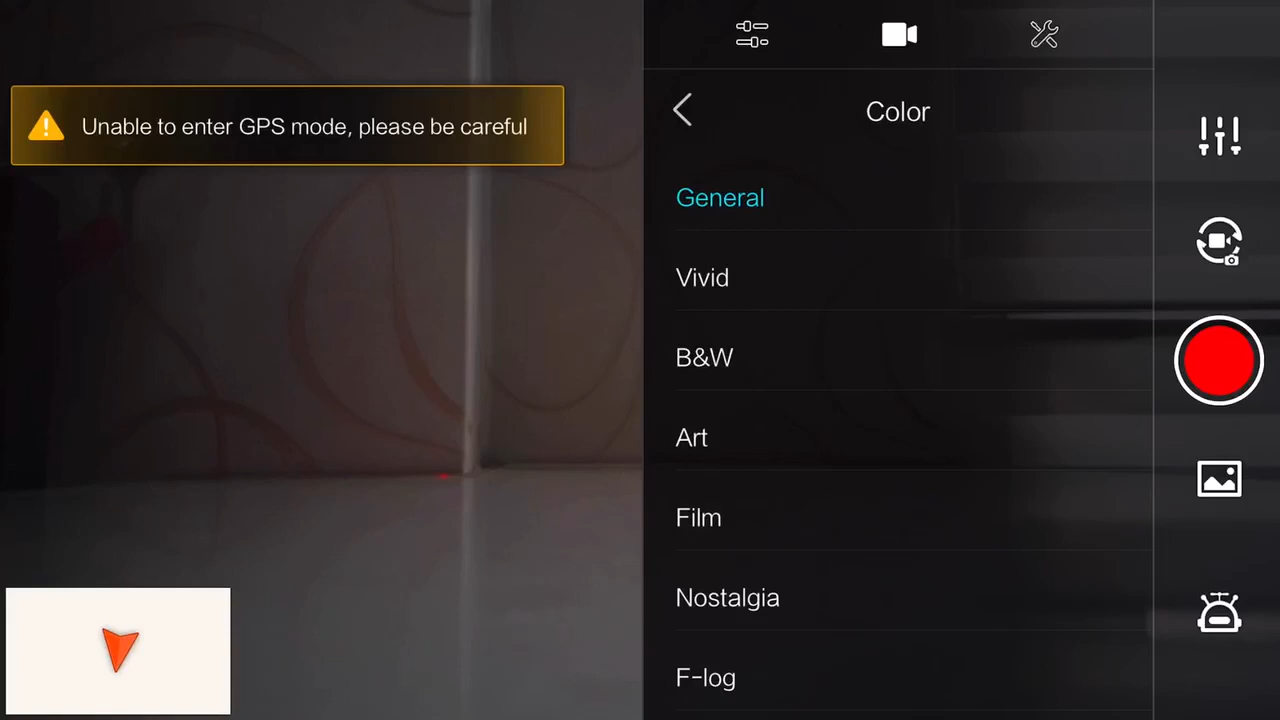 Unable to enter GPS mode, please be careful
Color
General
Vivid
B&W
Art
Film
Nostalgia
F-log